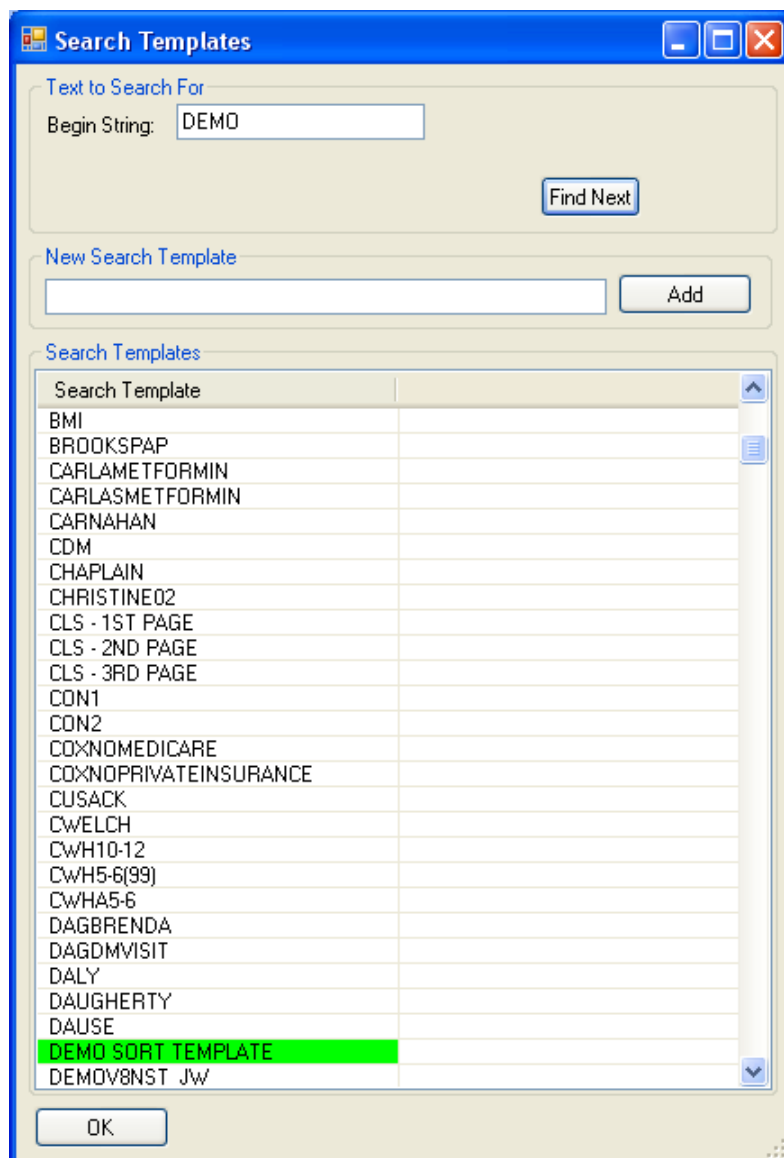 Search Templates
Text to Search For
Begin String: DEMO
Find Next
New Search Template
Add
Search Templates
Search Template
BMI
BROOKSPAP
CARLAMETFORMIN
CARLASMETFORMIN
CARNAHAN
CDM
CHAPLAIN
CHRISTINE02
CLS - 1ST PAGE
CLS - 2ND PAGE
CLS - 3RD PAGE
CON1
CON2
COXNOMEDICARE
COXNOPRIVATEINSURANCE
CUSACK
CWELCH
CWH10-12
CWH5-6(99)
CWHA5-6
DAGBRENDA
DAGDMVISIT
DALY
DAUGHERTY
DAUSE
DEMO SORT TEMPLATE
DEMOV8NST JW
OK